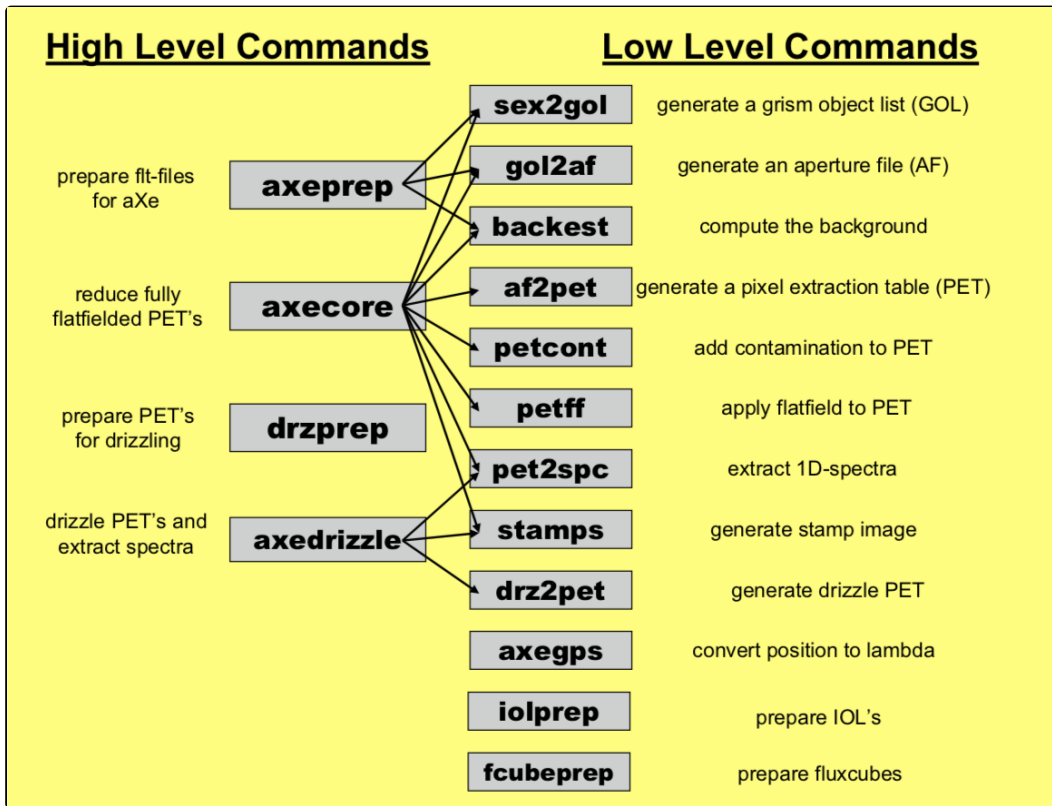 High Level Commands
Low Level Commands
sex2gol
generate a grism object list (GOL)
prepare flt-files
for aXe
axeprep
gol2af
generate an aperture file (AF)
backest
compute the background
reduce fully
flatfielded PET's
axecore
af2pet
generate a pixel extraction table (PET)
petcont
add contamination to PET
prepare PET's
for drizzling
drzprep
petff
apply flatfield to PET
pet2spc
extract 1D-spectra
drizzle PET's and
extract spectra
axedrizzle
stamps
generate stamp image
drz2pet
generate drizzle PET
axegps
convert position to lambda
iolprep
prepare IOL's
fcubeprep
prepare fluxcubes